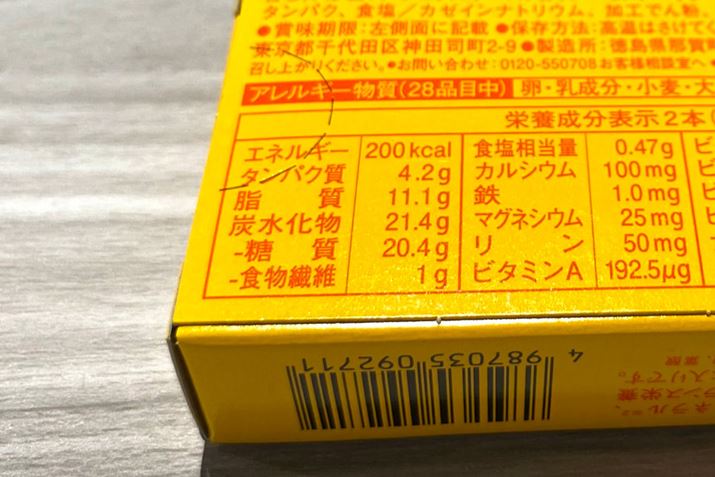 タンパク、食塩/カゼインナトリウム、加工でん粉、
●賞味期限:左側面に記載 ●保存方法:高温はさけてく
東京都千代田区神田司町2-9 ●製造所:徳島県那賀町
召し上がりください。●お問い合わせ:0120-550708 お客様相談室へ
アレルギー物質(28品目中) 卵・乳成分・小麦・大
栄養成分表示 2本(
エネルギー 200kcal 食塩相当量 0.47g ビ
タンパク質 4.2g カルシウム 100mg ビ
脂質 11.1g 鉄 1.0mg ビ
炭水化物 21.4g マグネシウム 25mg ビ
-糖質 20.4g リン 50mg
-食物繊維 1g ビタミンA 192.5μg
4 987035 092711